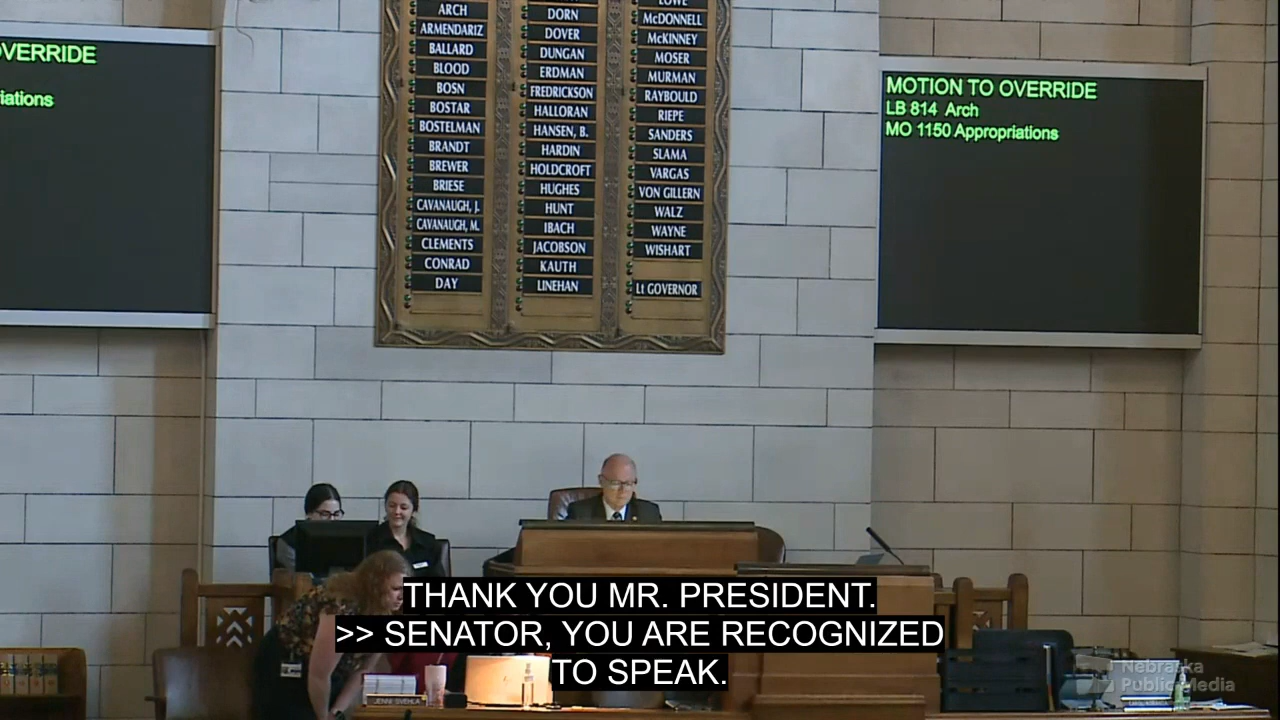 OVERRIDE
iations
ARCH
ARMENDARIZ
BALLARD
BLOOD
BOSN
BOSTAR
BOSTELMAN
BRANDT
BREWER
BRIESE
CAVANAUGH, J.
CAVANAUGH, M.
CLEMENTS
CONRAD
DAY
DORN
DOVER
DUNGAN
ERDMAN
FREDRICKSON
HALLORAN
HANSEN, B.
HARDIN
HOLDCROFT
HUGHES
HUNT
IBACH
JACOBSON
KAUTH
LINEHAN
LOWE
McDONNELL
McKINNEY
MOSER
MURMAN
RAYBOULD
RIEPE
SANDERS
SLAMA
VARGAS
VON GILLERN
WALZ
WAYNE
WISHART
Lt GOVERNOR
MOTION TO OVERRIDE
LB 814 Arch
MO 1150 Appropriations
THANK YOU MR. PRESIDENT.
>> SENATOR, YOU ARE RECOGNIZED
TO SPEAK.
JENNI SVEHLA
Nebraska
Public Media